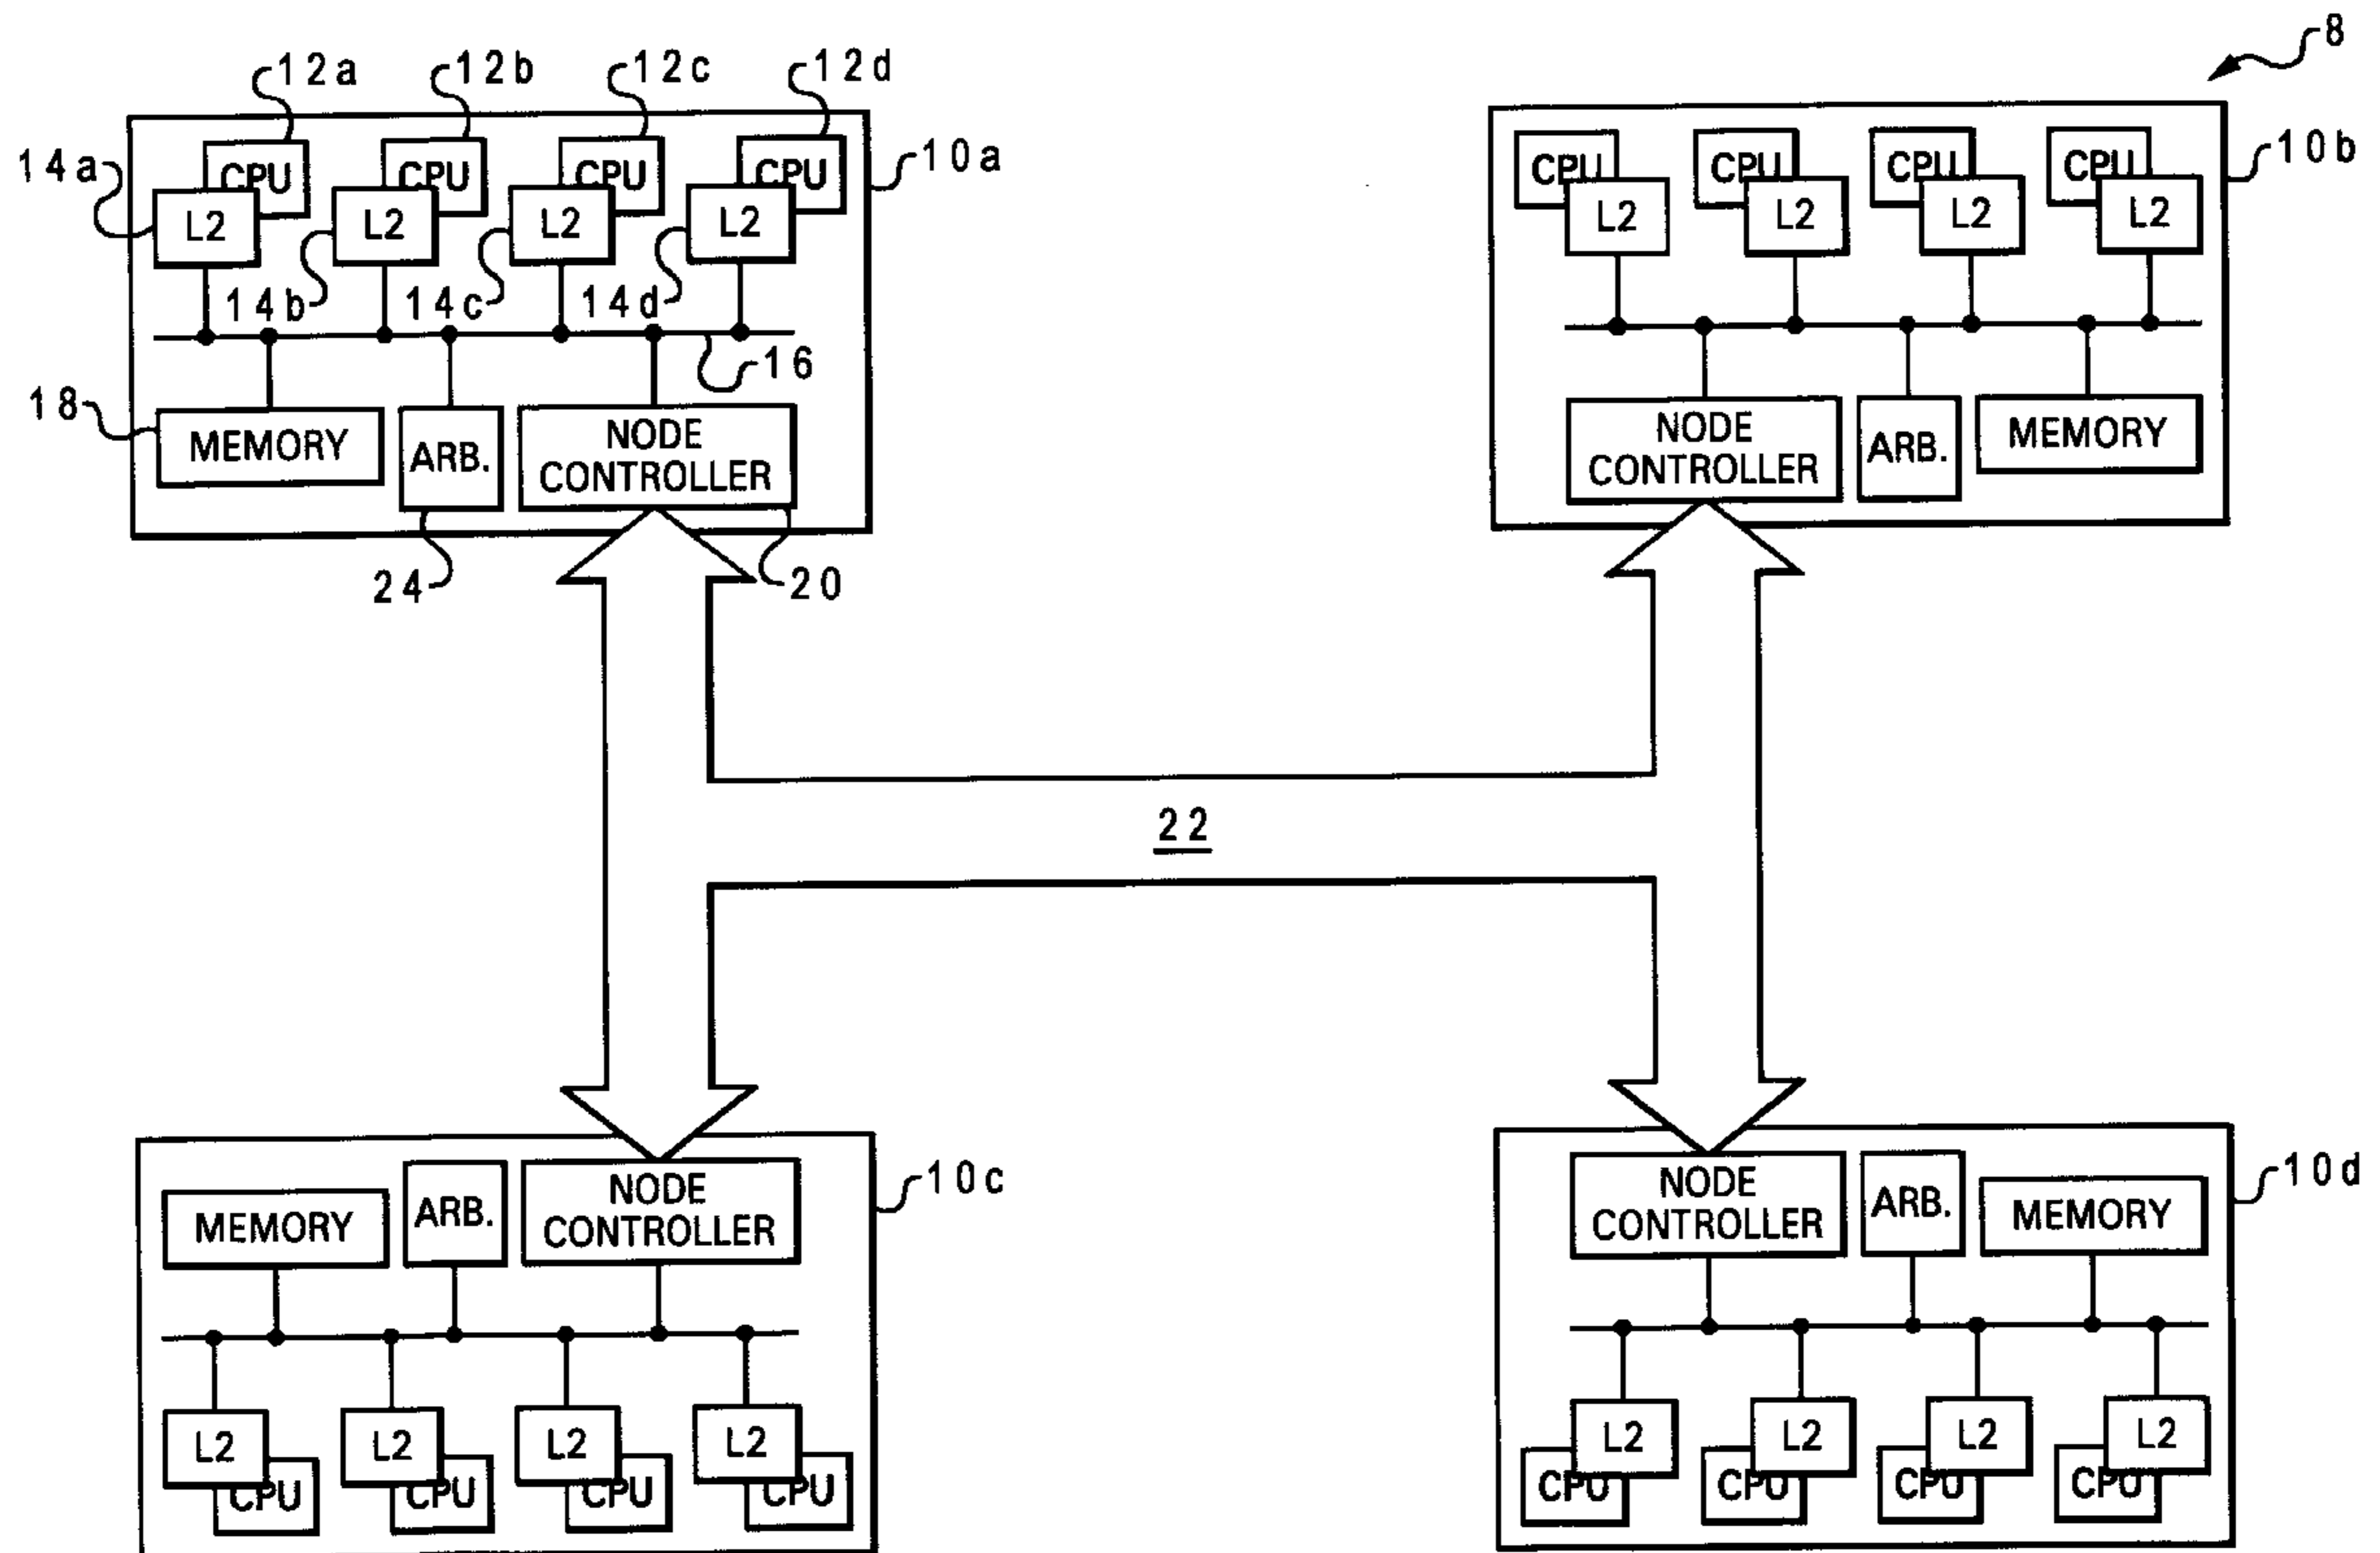 8
12a 12b 12c 12d
14a
CPU CPU CPU CPU
L2 L2 L2 L2
10a
14b 14c 14d
16
18
MEMORY
ARB.
NODE
CONTROLLER
24
20
CPU CPU CPU CPU
L2 L2 L2 L2
10b
NODE
CONTROLLER
ARB.
MEMORY
22
MEMORY
ARB.
NODE
CONTROLLER
10c
L2 L2 L2 L2
CPU CPU CPU CPU
NODE
CONTROLLER
ARB.
MEMORY
10d
L2 L2 L2 L2
CPU CPU CPU CPU